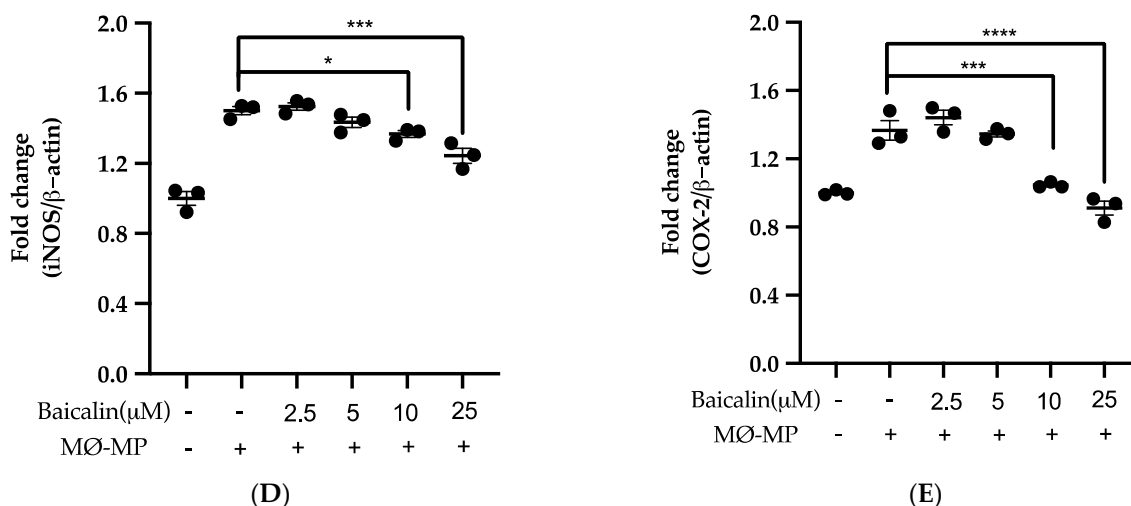 2.0
1.6
1.2
0.8
0.4
0.0
Fold change
(iNOS/β−actin)
***
*
Baicalin(μM) - - 2.5 5 10 25
MØ-MP - + + + + +
(D)
2.0
1.6
1.2
0.8
0.4
0.0
Fold change
(COX-2/β−actin)
****
***
Baicalin(μM) - - 2.5 5 10 25
MØ-MP - + + + + +
(E)